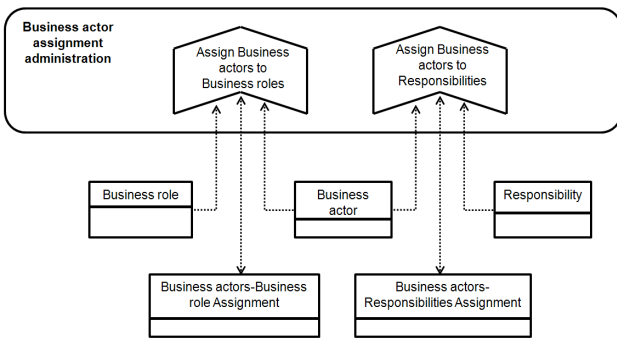 Business actor
assignment
administration
Assign Business
actors to
Business roles
Assign Business
actors to
Responsibilities
Business role
Business
actor
Responsibility
Business actors-Business
role Assignment
Business actors-
Responsibilities Assignment